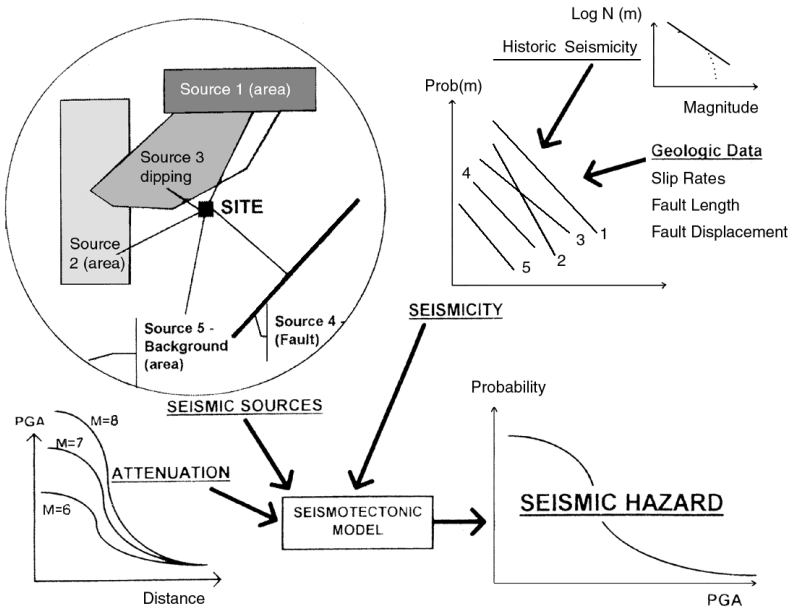 Log N (m)
Historic Seismicity
Magnitude
Prob(m)
Geologic Data
Slip Rates
Fault Length
Fault Displacement
4
1
3
2
5
Source 1 (area)
Source 3
dipping
SITE
Source
2 (area)
Source 5 -
Background
(area)
Source 4 -
(Fault)
SEISMICITY
SEISMIC SOURCES
PGA
M=8
M=7
M=6
ATTENUATION
Distance
SEISMOTECTONIC
MODEL
Probability
SEISMIC HAZARD
PGA